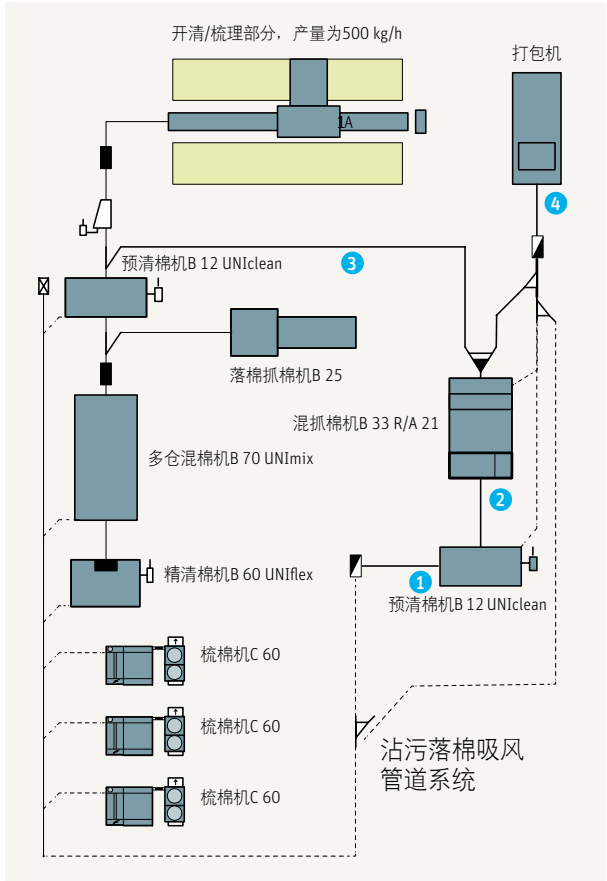 开清/梳理部分，产量为500 kg/h
打包机
1A
4
预清棉机B 12 UNIclean
3
落棉抓棉机B 25
混抓棉机B 33 R/A 21
多仓混棉机B 70 UNImix
2
精清棉机B 60 UNIflex
1
预清棉机B 12 UNIclean
梳棉机C 60
梳棉机C 60
沾污落棉吸风
管道系统
梳棉机C 60